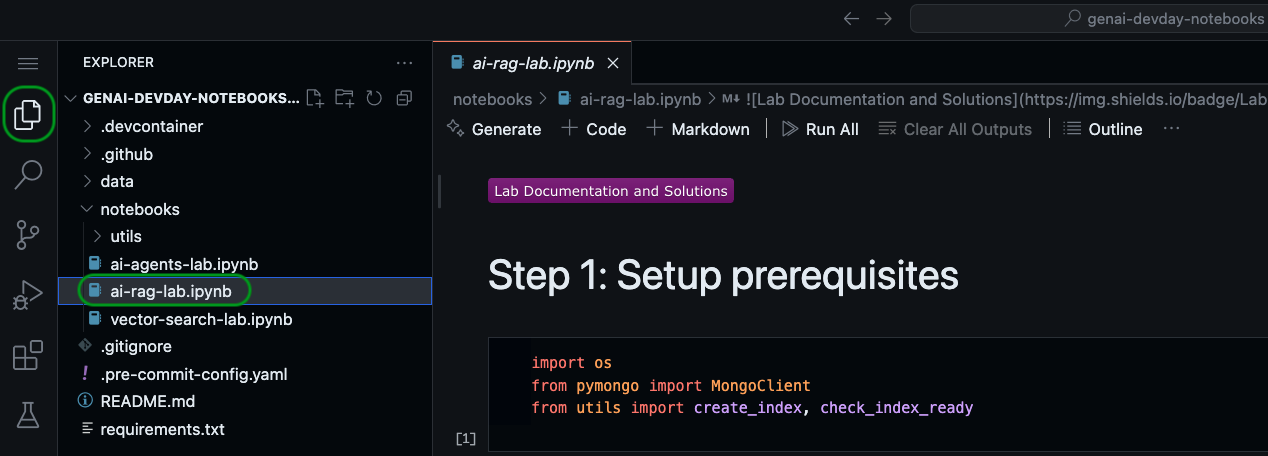 genai-devday-notebooks
EXPLORER
GENAI-DEVDAY-NOTEBOOKS...
.devcontainer
.github
data
notebooks
utils
ai-agents-lab.ipynb
ai-rag-lab.ipynb
vector-search-lab.ipynb
.gitignore
! .pre-commit-config.yaml
README.md
requirements.txt
ai-rag-lab.ipynb
notebooks > ai-rag-lab.ipynb > M↓ ![Lab Documentation and Solutions](https://img.shields.io/badge/Lab
Generate + Code + Markdown Run All Clear All Outputs Outline ...
Lab Documentation and Solutions
Step 1: Setup prerequisites
import os
from pymongo import MongoClient
from utils import create_index, check_index_ready
[1]